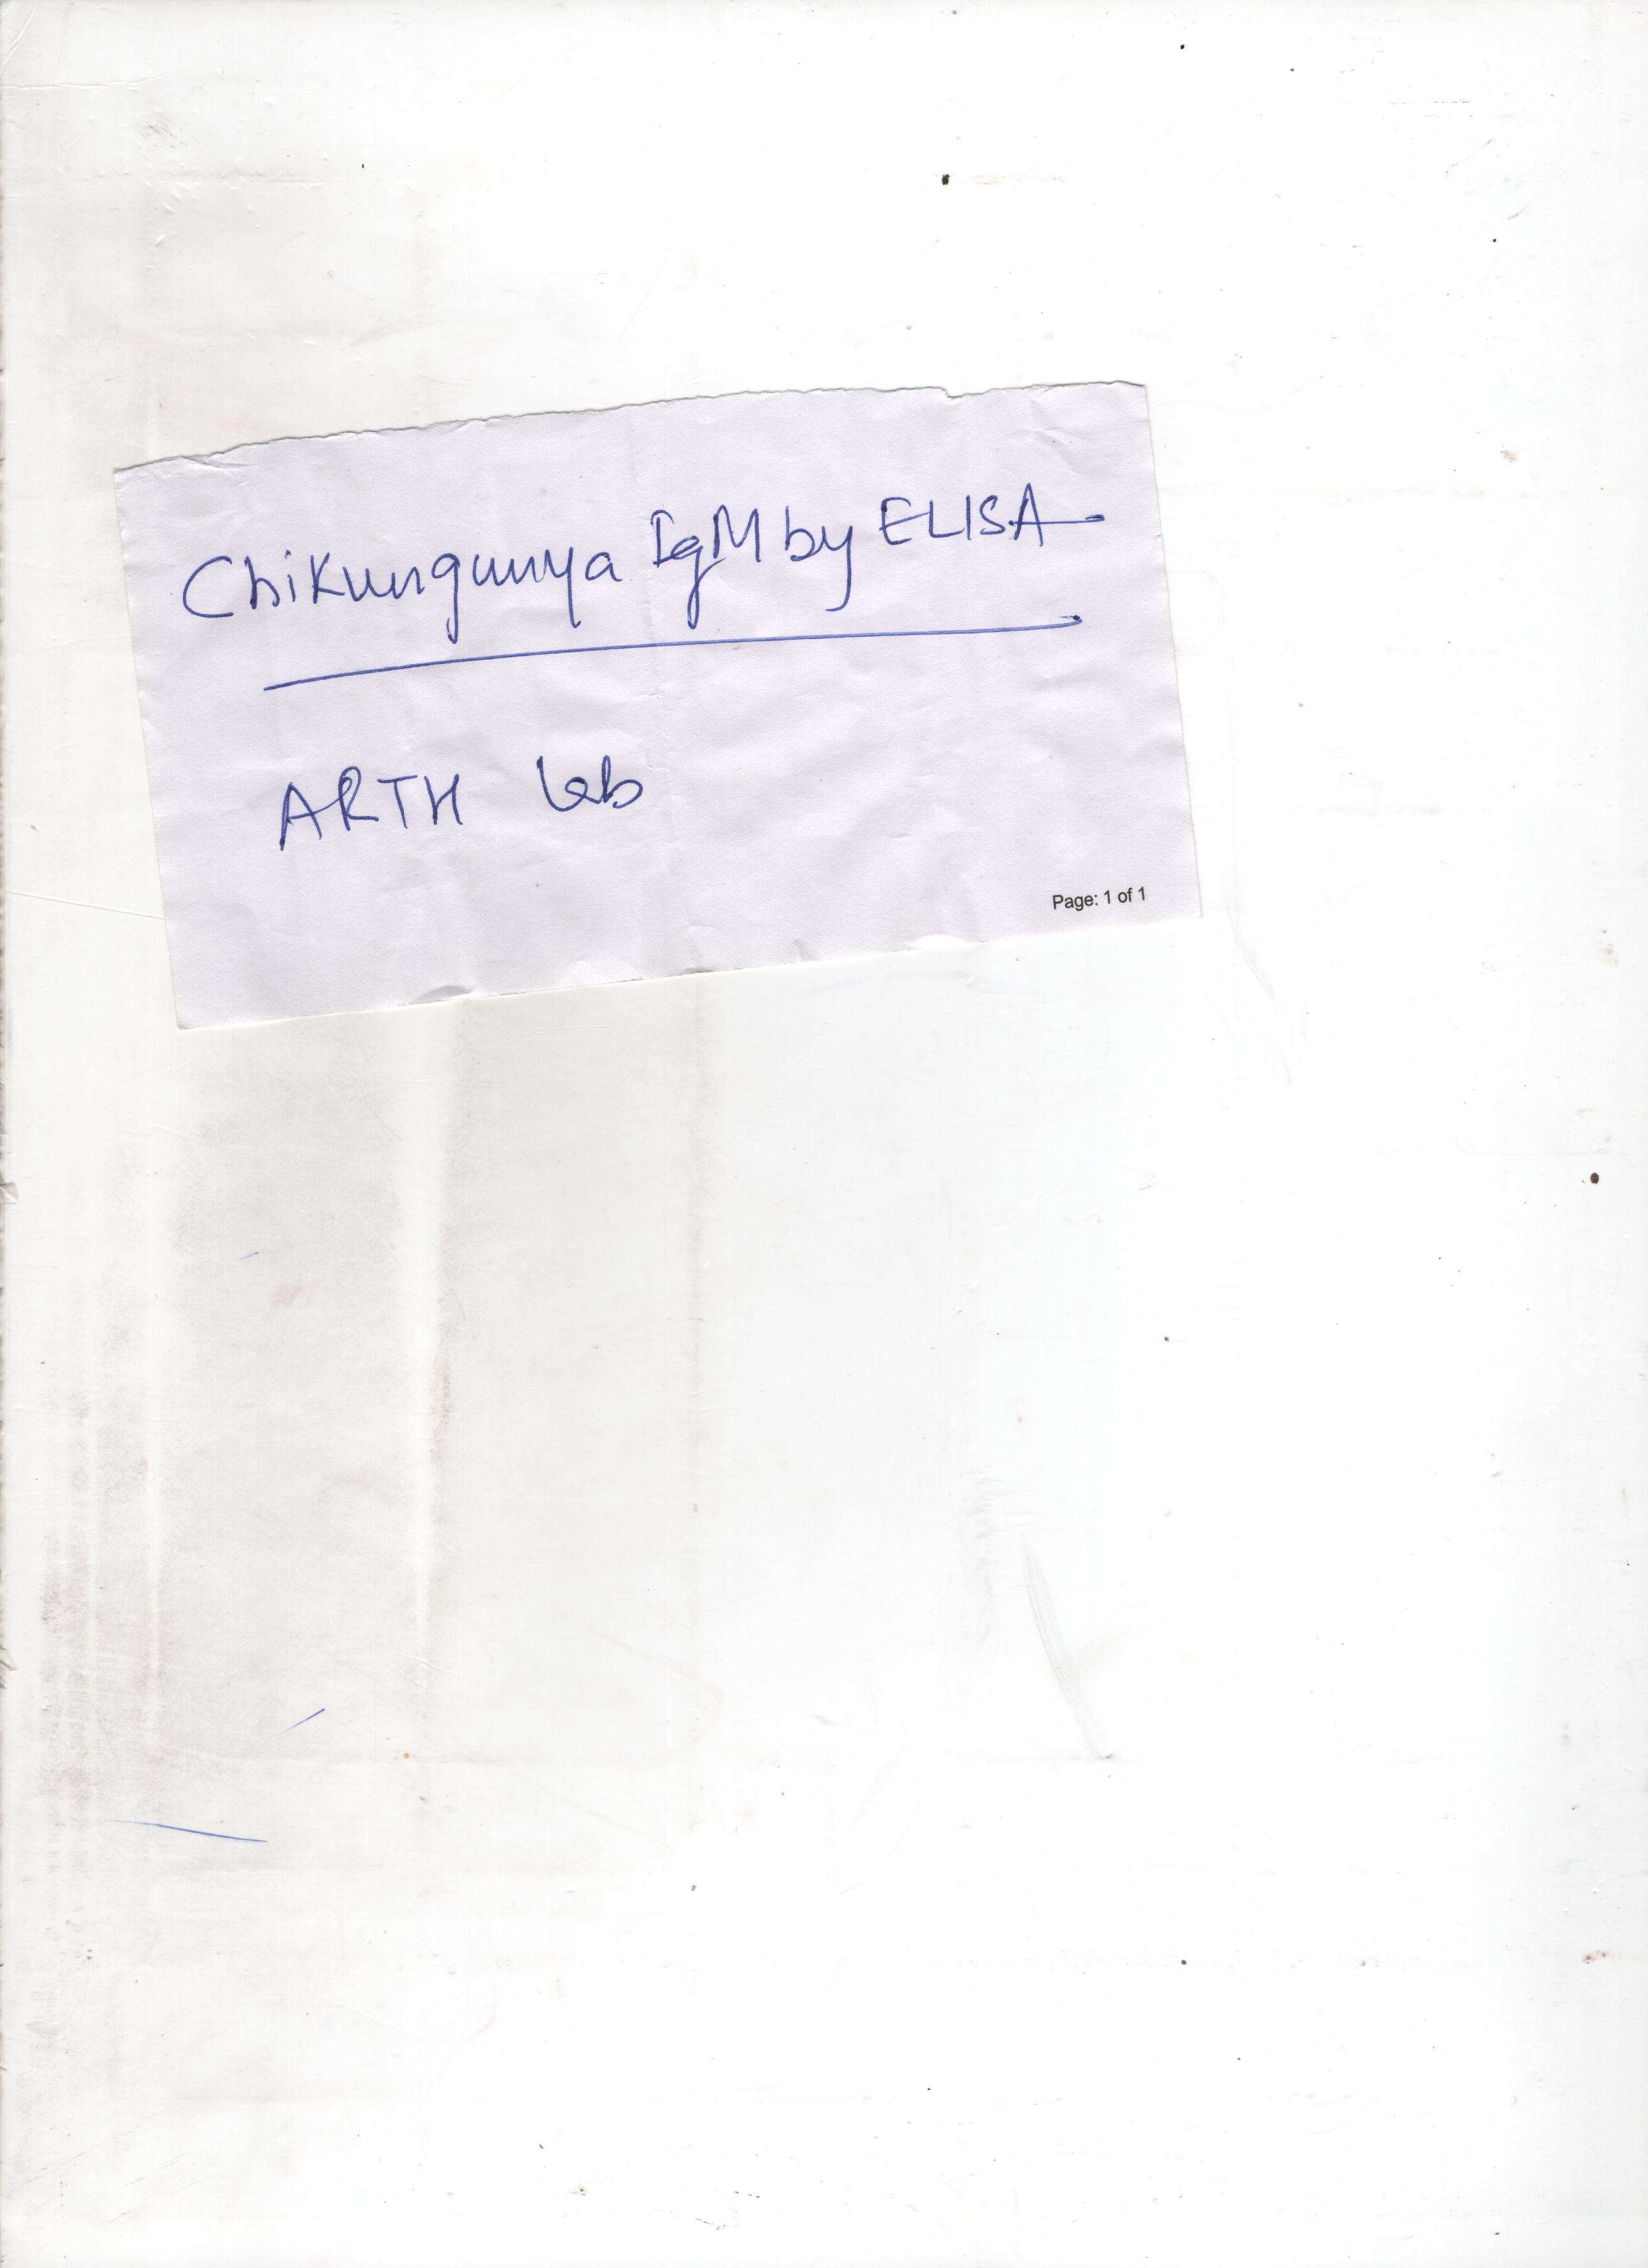 Chikungunya IgM by ELISA
ARTH Lab
Page: 1 of 1